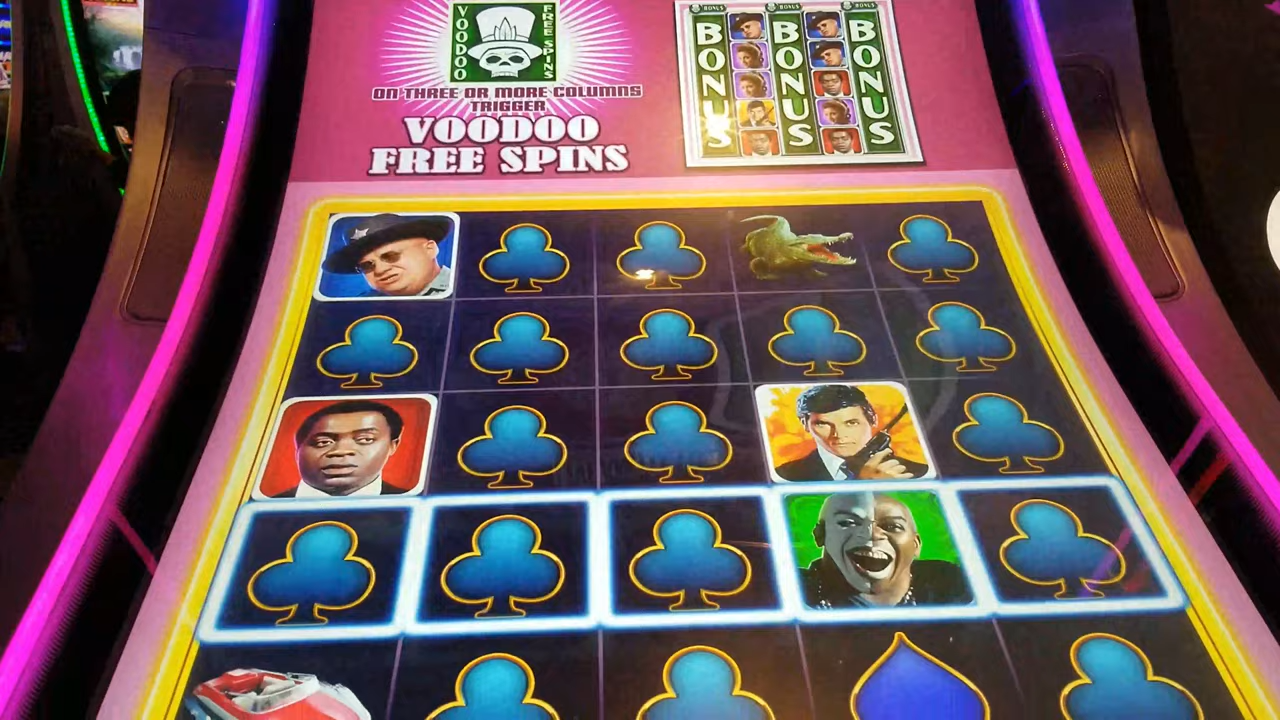 VOODOO
FREE SPINS
ON THREE OR MORE COLUMNS
TRIGGER
VOODOO
FREE SPINS
BONUS
BONUS
BONUS
BONUS
BONUS
BONUS